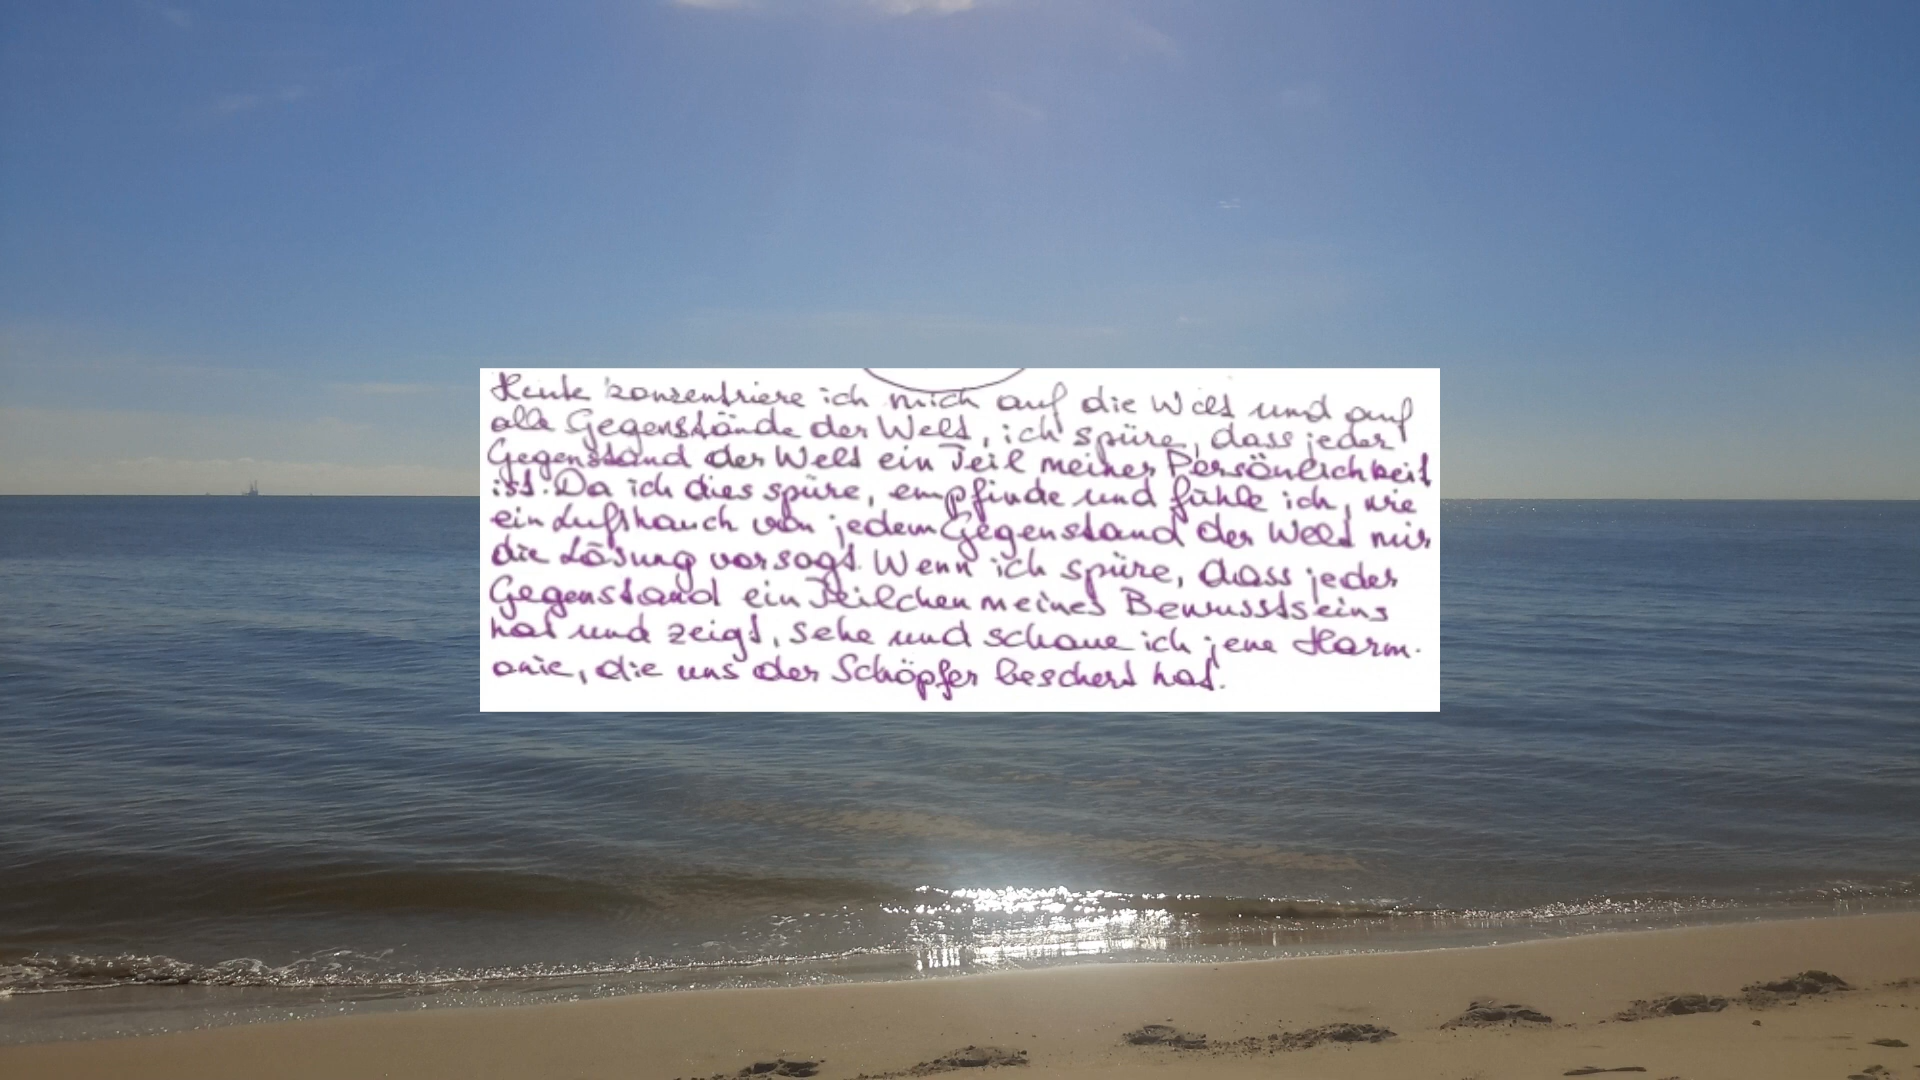 Heute konzentriere ich mich auf die Welt und auf
alle Gegenstände der Welt, ich spüre, dass jeder
Gegenstand der Welt ein Teil meiner Persönlichkeit
ist. Da ich dies spüre, empfinde und fühle ich, wie
ein Lufthauch von jedem Gegenstand der Welt mir
die Lösung vorsagt. Wenn ich spüre, dass jeder
Gegenstand ein Teilchen meines Bewusstseins
hat und zeigt, sehe und schaue ich jene Harm-
onie, die uns der Schöpfer beschert hat.